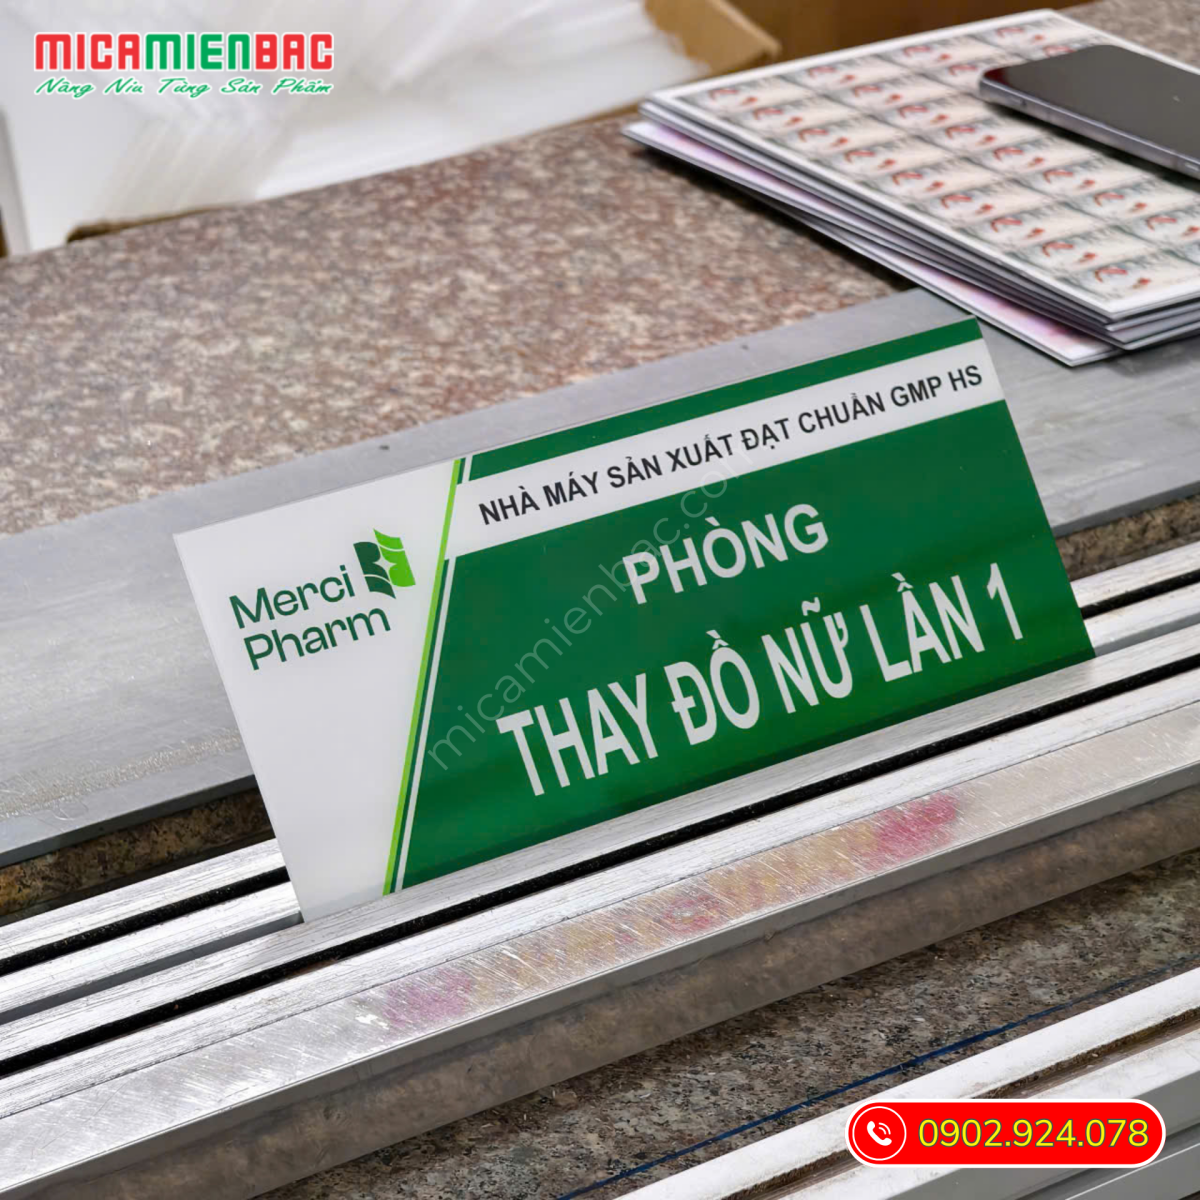 MICAMIENBAC
Nâng Niu Từng Sản Phẩm
NHÀ MÁY SẢN XUẤT ĐẠT CHUẨN GMP HS
Merci
Pharm
PHÒNG
THAY ĐỒ NỮ LẦN 1
micamienbac.com
0902.924.078